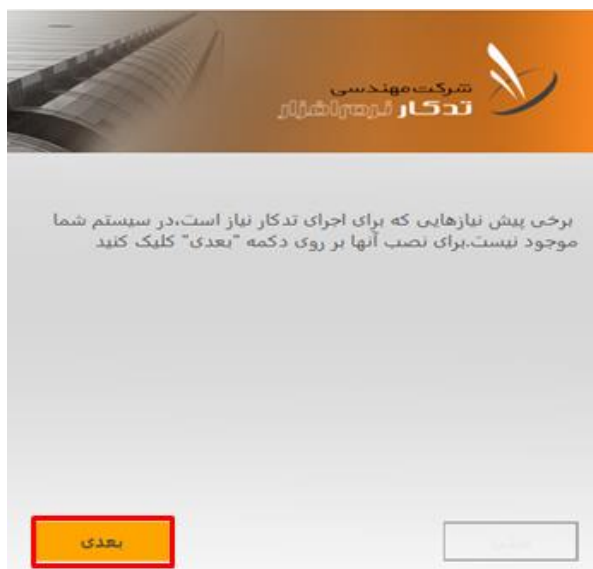 شرکت مهندسی
تدکار نرم‌افزار
برخی پیش نیازهایی که برای اجرای تدکار نیاز است،در سیستم شما
موجود نیست.برای نصب آنها بر روی دکمه "بعدی" کلیک کنید
بعدی